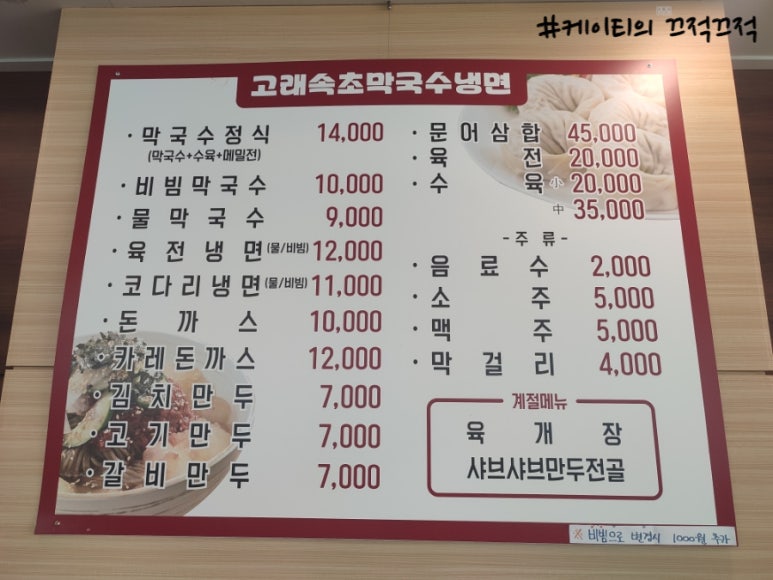 #케이티의 끄적끄적
고래속초막국수냉면
· 막국수정식 14,000
(막국수+수육+메밀전)
· 비빔막국수 10,000
· 물막국수 9,000
· 육전냉면(물/비빔) 12,000
· 코다리냉면(물/비빔) 11,000
· 돈까스 10,000
· 카레돈까스 12,000
· 김치만두 7,000
· 고기만두 7,000
· 갈비만두 7,000
· 문어삼합 45,000
· 육전 20,000
· 수육 小 20,000
中 35,000
-주류-
· 음료수 2,000
· 소주 5,000
· 맥주 5,000
· 막걸리 4,000
계절메뉴
육개장
샤브샤브만두전골
※ 비빔으로 변경시 1000원 추가